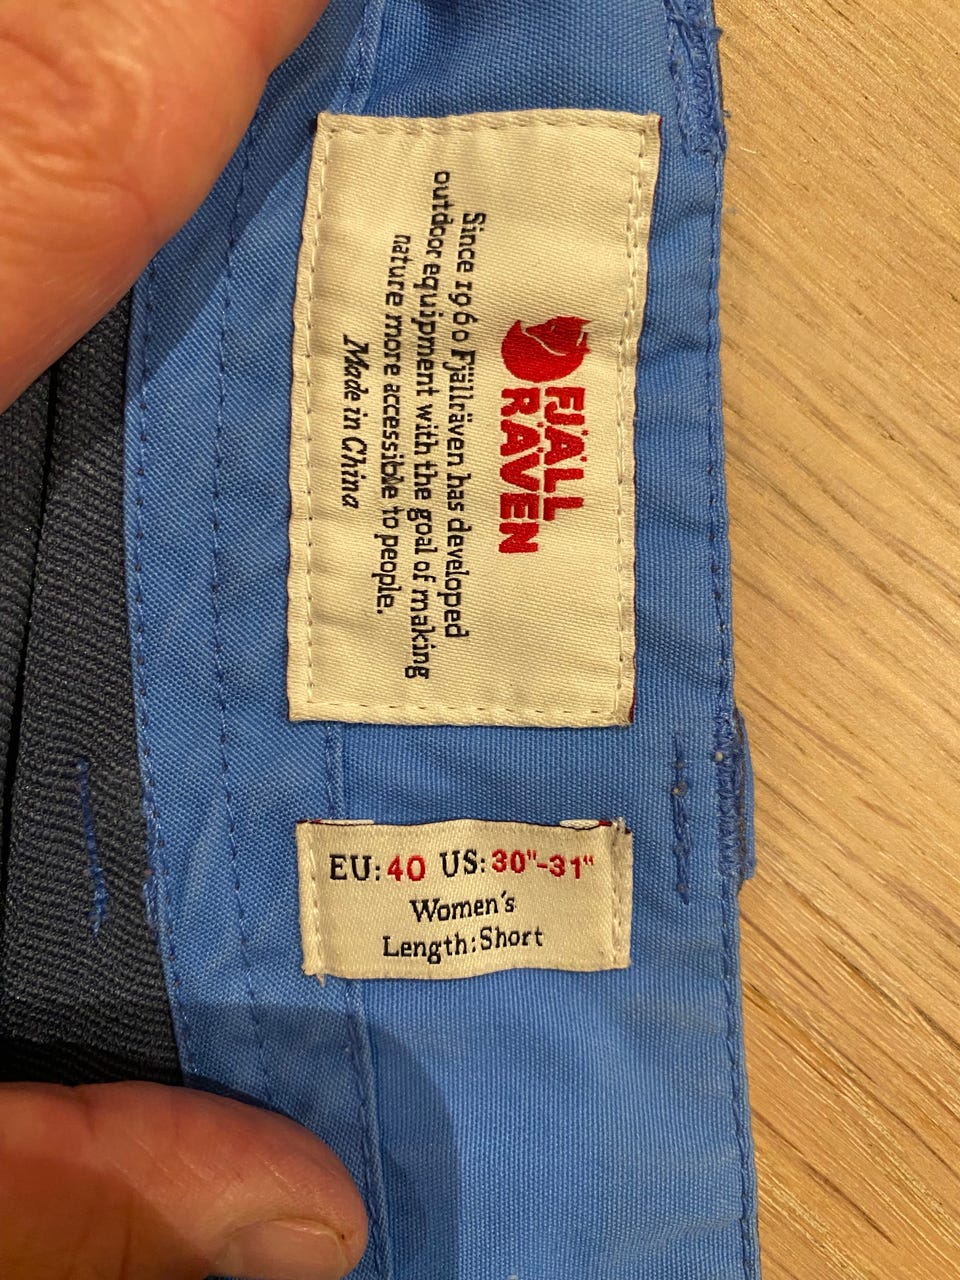 FJÄLL
RÄVEN
Since 1960 Fjällräven has developed
outdoor equipment with the goal of making
nature more accessible to people.
Made in China
EU: 40 US: 30"-31"
Women's
Length: Short